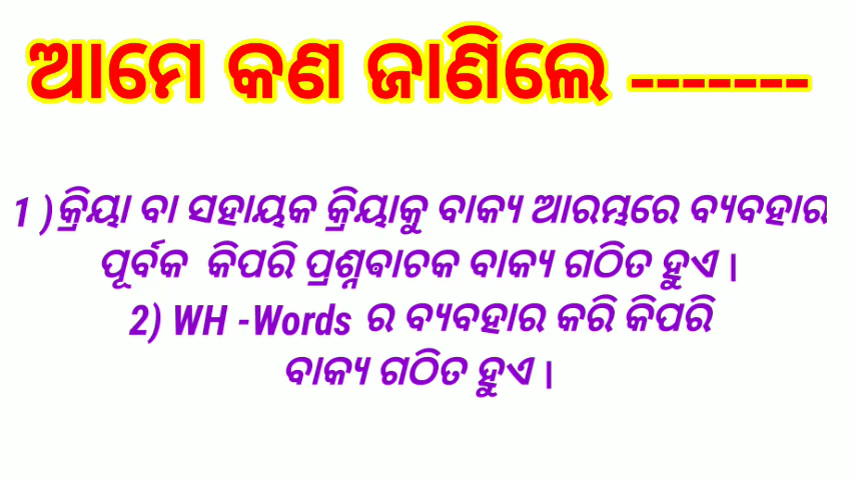 ଆମେ କଣ ଜାଣିଲେ -------
1 )କ୍ରିୟା ବା ସହାୟକ କ୍ରିୟାକୁ ବାକ୍ୟ ଆରମ୍ଭରେ ବ୍ୟବହାର
ପୂର୍ବକ କିପରି ପ୍ରଶ୍ନଵାଚକ ବାକ୍ୟ ଗଠିତ ହୁଏ ।
2) WH -Words ର ବ୍ୟବହାର କରି କିପରି
ବାକ୍ୟ ଗଠିତ ହୁଏ ।